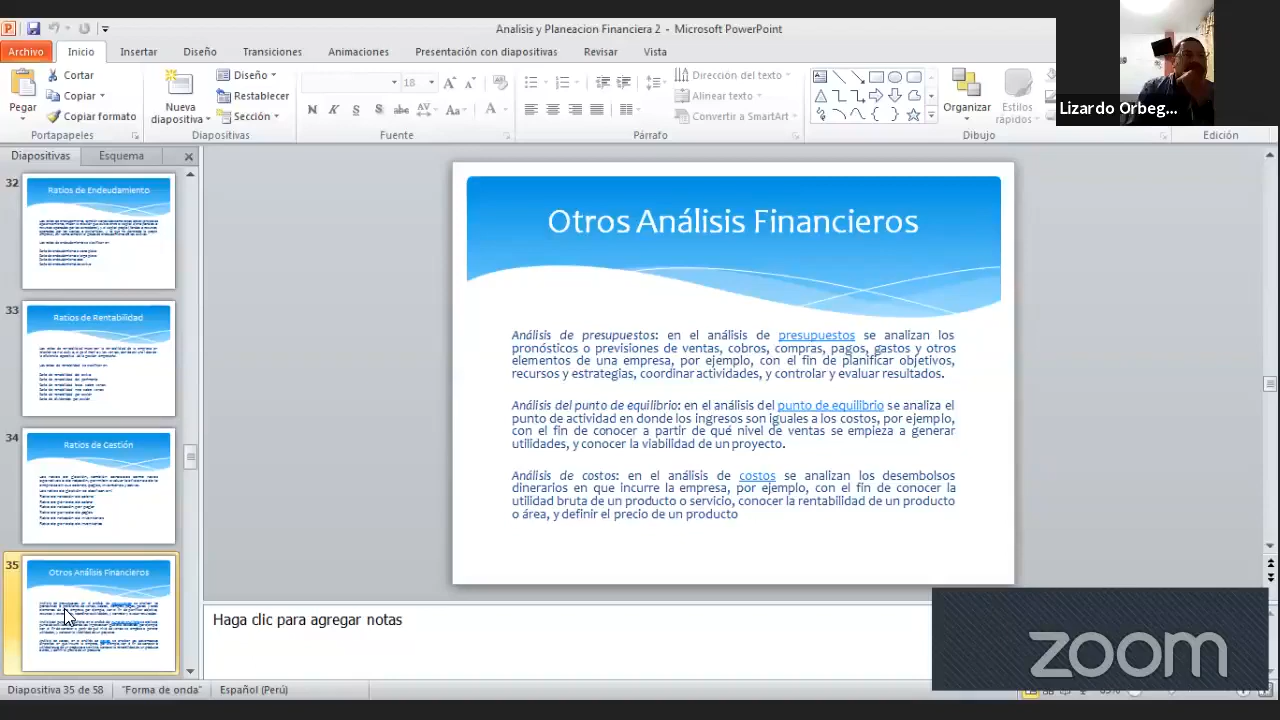 Analisis y Planeacion Financiera 2 - Microsoft PowerPoint
Archivo Inicio Insertar Diseño Transiciones Animaciones Presentación con diapositivas Revisar Vista
Pegar
Cortar
Copiar
Copiar formato
Portapapeles
Nueva diapositiva
Diseño
Restablecer
Sección
Diapositivas
18
Fuente
Párrafo
Dirección del texto
Alinear texto
Convertir a SmartArt
Organizar
Estilos rápidos
Dibujo
Edición
Lizardo Orbeg...
Diapositivas Esquema
32
Ratios de Endeudamiento
33
Ratios de Rentabilidad
34
Ratios de Gestión
35
Otros Análisis Financieros
Otros Análisis Financieros
Análisis de presupuestos: en el análisis de presupuestos se analizan los
pronósticos o previsiones de ventas, cobros, compras, pagos, gastos y otros
elementos de una empresa, por ejemplo, con el fin de planificar objetivos,
recursos y estrategias, coordinar actividades, y controlar y evaluar resultados.
Análisis del punto de equilibrio: en el análisis del punto de equilibrio se analiza el
punto de actividad en donde los ingresos son iguales a los costos, por ejemplo,
con el fin de conocer a partir de qué nivel de ventas se empieza a generar
utilidades, y conocer la viabilidad de un proyecto.
Análisis de costos: en el análisis de costos se analizan los desembolsos
dinerarios en que incurre la empresa, por ejemplo, con el fin de conocer la
utilidad bruta de un producto o servicio, conocer la rentabilidad de un producto
o área, y definir el precio de un producto
Haga clic para agregar notas
zoom
Diapositiva 35 de 58 "Forma de onda" Español (Perú)